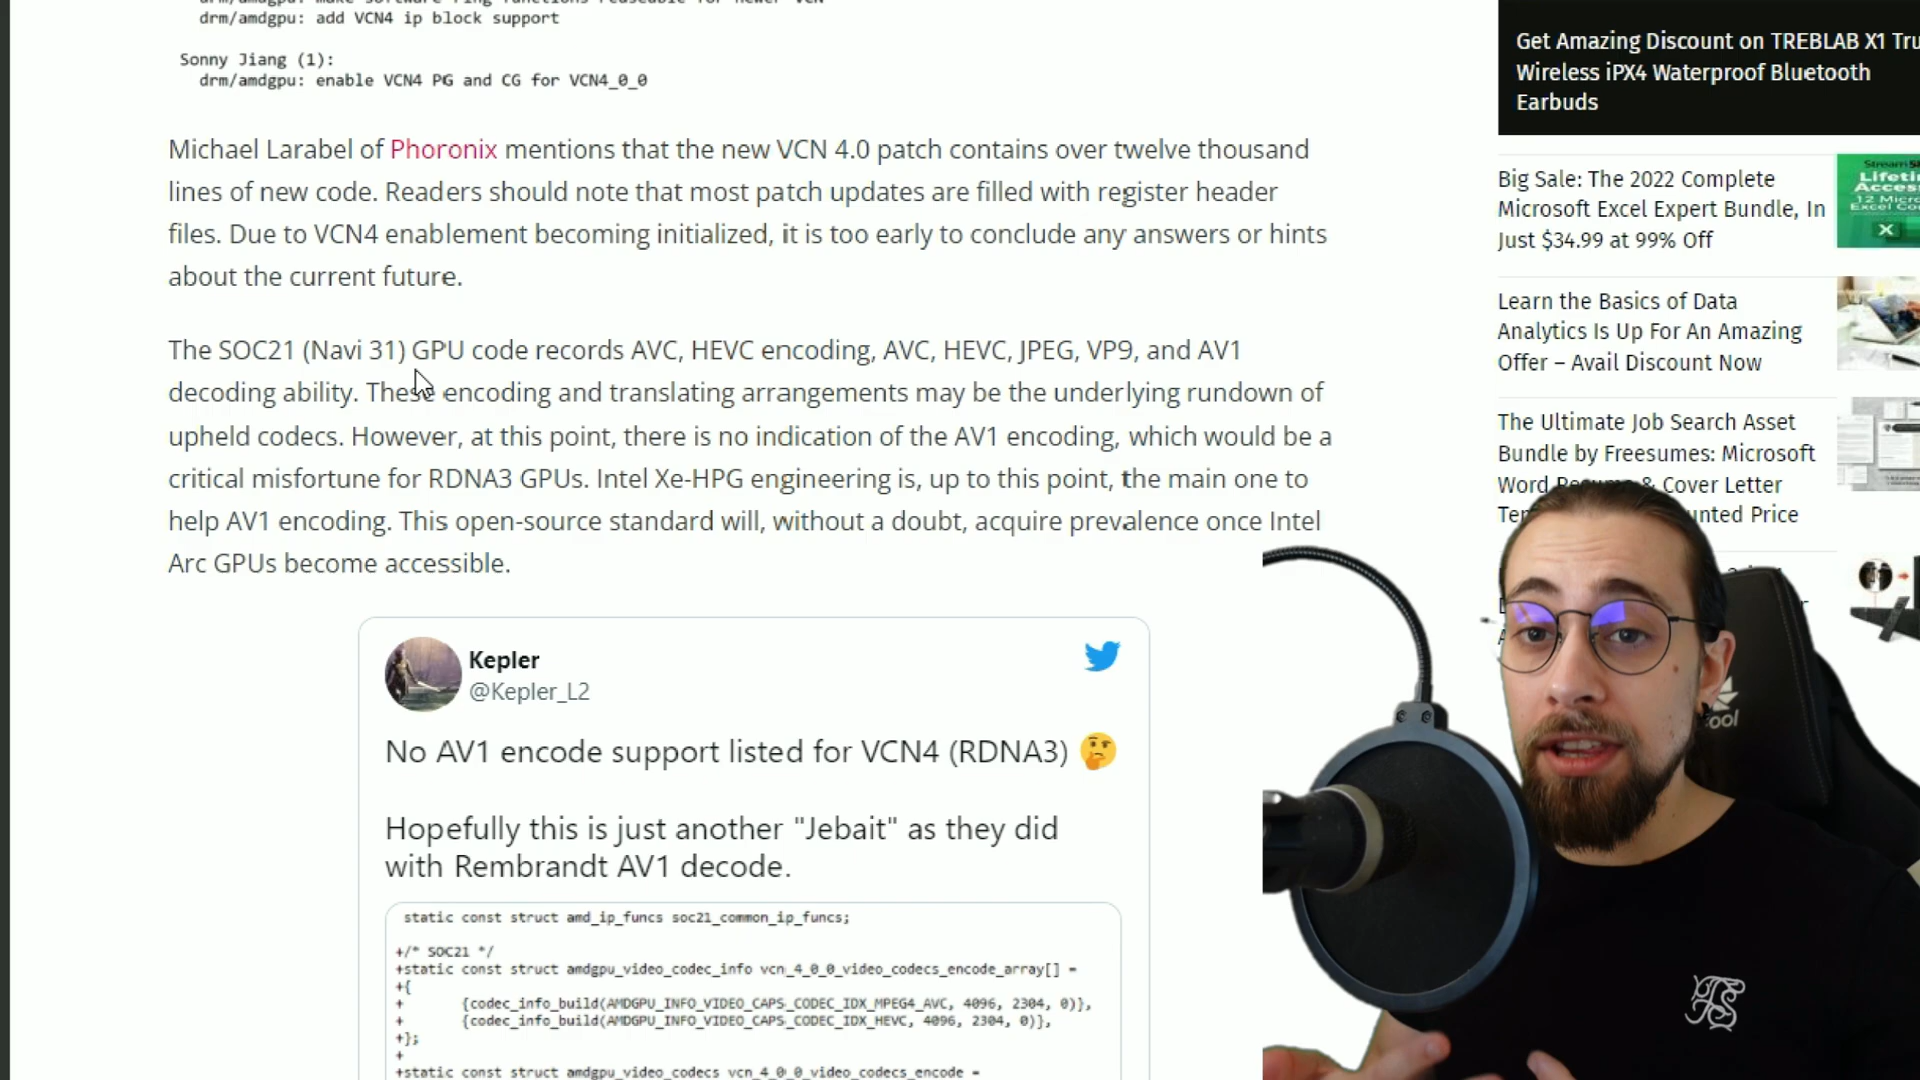 drm/amdgpu: make software ring functions reuseable for newer VCN
drm/amdgpu: add VCN4 ip block support
Sonny Jiang (1):
drm/amdgpu: enable VCN4 PG and CG for VCN4_0_0
Michael Larabel of Phoronix mentions that the new VCN 4.0 patch contains over twelve thousand
lines of new code. Readers should note that most patch updates are filled with register header
files. Due to VCN4 enablement becoming initialized, it is too early to conclude any answers or hints
about the current future.
The SOC21 (Navi 31) GPU code records AVC, HEVC encoding, AVC, HEVC, JPEG, VP9, and AV1
decoding ability. These encoding and translating arrangements may be the underlying rundown of
upheld codecs. However, at this point, there is no indication of the AV1 encoding, which would be a
critical misfortune for RDNA3 GPUs. Intel Xe-HPG engineering is, up to this point, the main one to
help AV1 encoding. This open-source standard will, without a doubt, acquire prevalence once Intel
Arc GPUs become accessible.
Kepler
@Kepler_L2
No AV1 encode support listed for VCN4 (RDNA3) 🤔
Hopefully this is just another "Jebait" as they did
with Rembrandt AV1 decode.
static const struct amd_ip_funcs soc21_common_ip_funcs;
+/* SOC21 */
+static const struct amdgpu_video_codec_info vcn_4_0_0_video_codecs_encode_array[] =
+{
+ {codec_info_build(AMDGPU_INFO_VIDEO_CAPS_CODEC_IDX_MPEG4_AVC, 4096, 2304, 0)},
+ {codec_info_build(AMDGPU_INFO_VIDEO_CAPS_CODEC_IDX_HEVC, 4096, 2304, 0)},
+};
+
+static const struct amdgpu_video_codecs vcn_4_0_0_video_codecs_encode =
Get Amazing Discount on TREBLAB X1 Tru
Wireless iPX4 Waterproof Bluetooth
Earbuds
Big Sale: The 2022 Complete
Microsoft Excel Expert Bundle, In
Just $34.99 at 99% Off
Learn the Basics of Data
Analytics Is Up For An Amazing
Offer – Avail Discount Now
The Ultimate Job Search Asset
Bundle by Freesumes: Microsoft
Word & Cover Letter
Price